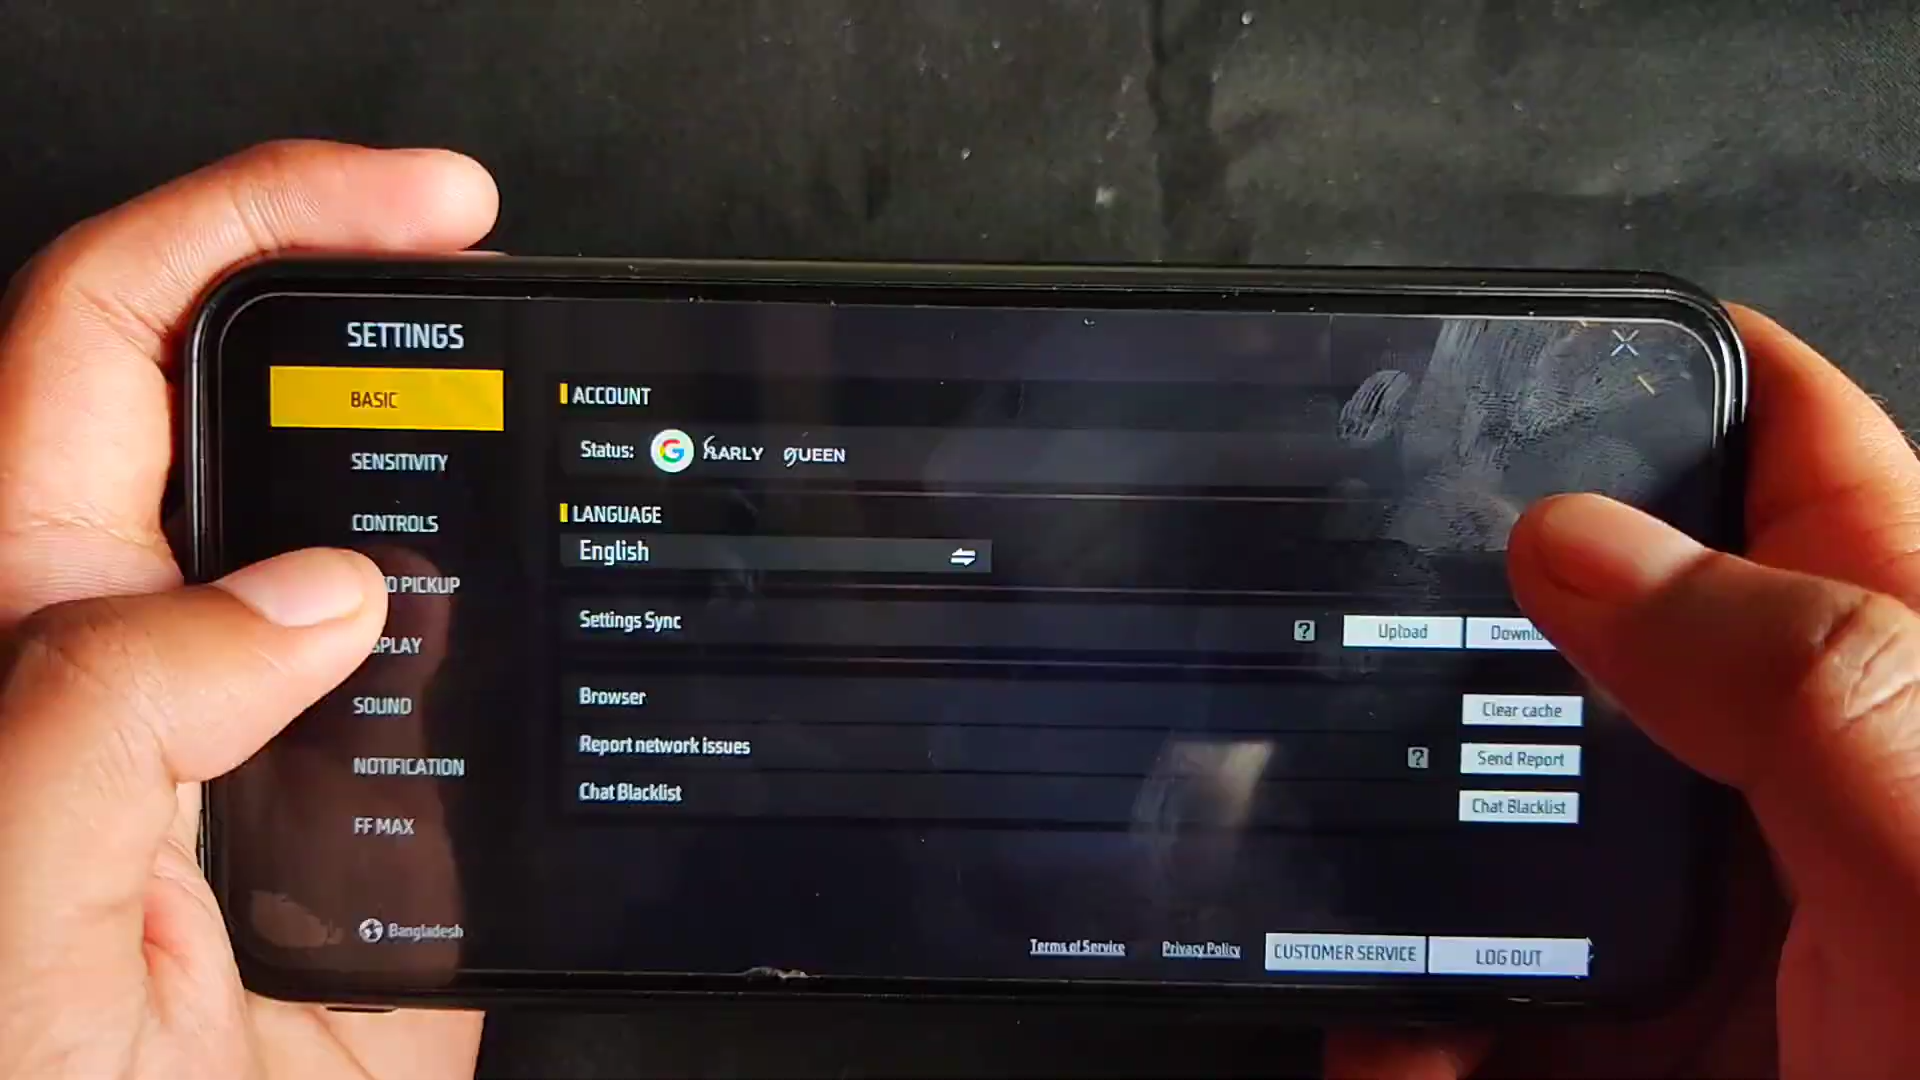 SETTINGS
BASIC
SENSITIVITY
CONTROLS
PICKUP
SOUND
NOTIFICATION
FF MAX
Bangladesh
ACCOUNT
Status: KARLY QUEEN
LANGUAGE
English
Settings Sync ? Upload
Browser Clear cache
Report network issues ? Send Report
Chat Blacklist Chat Blacklist
Terms of Service Privacy Policy CUSTOMER SERVICE LOG OUT